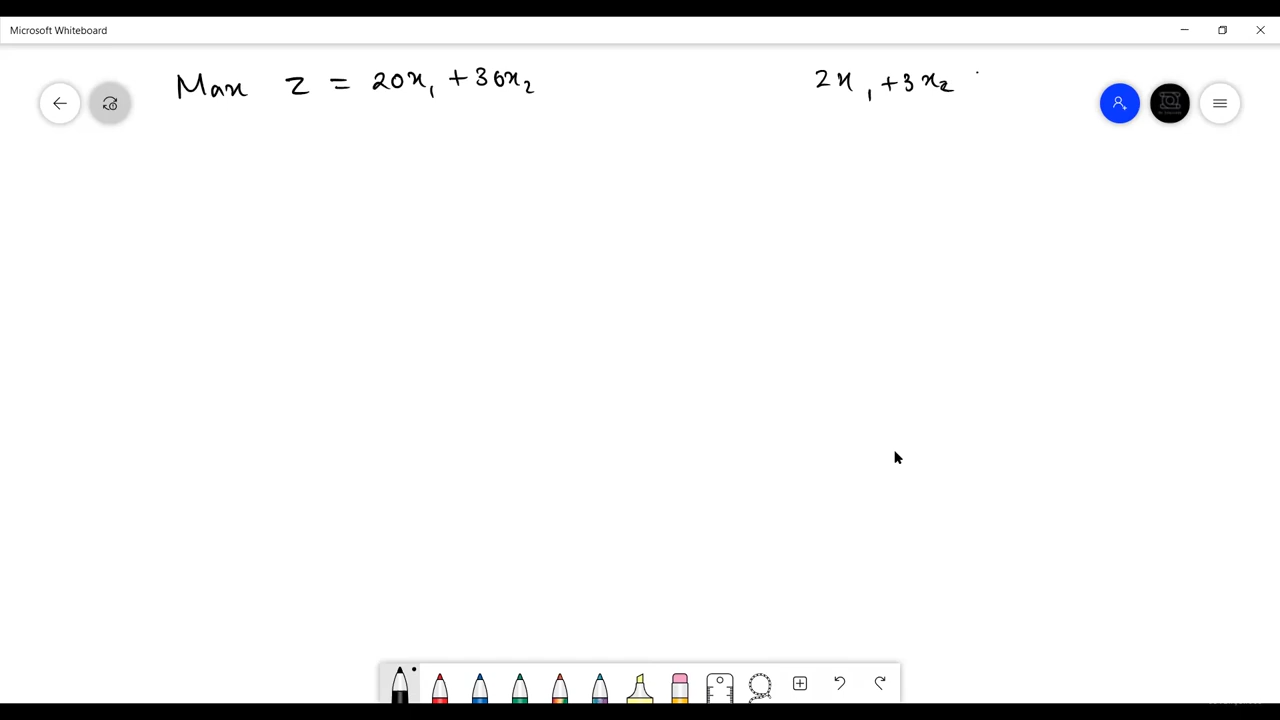 Microsoft Whiteboard
Max Z = 20x₁ + 30x₂
2x₁ + 3x₂